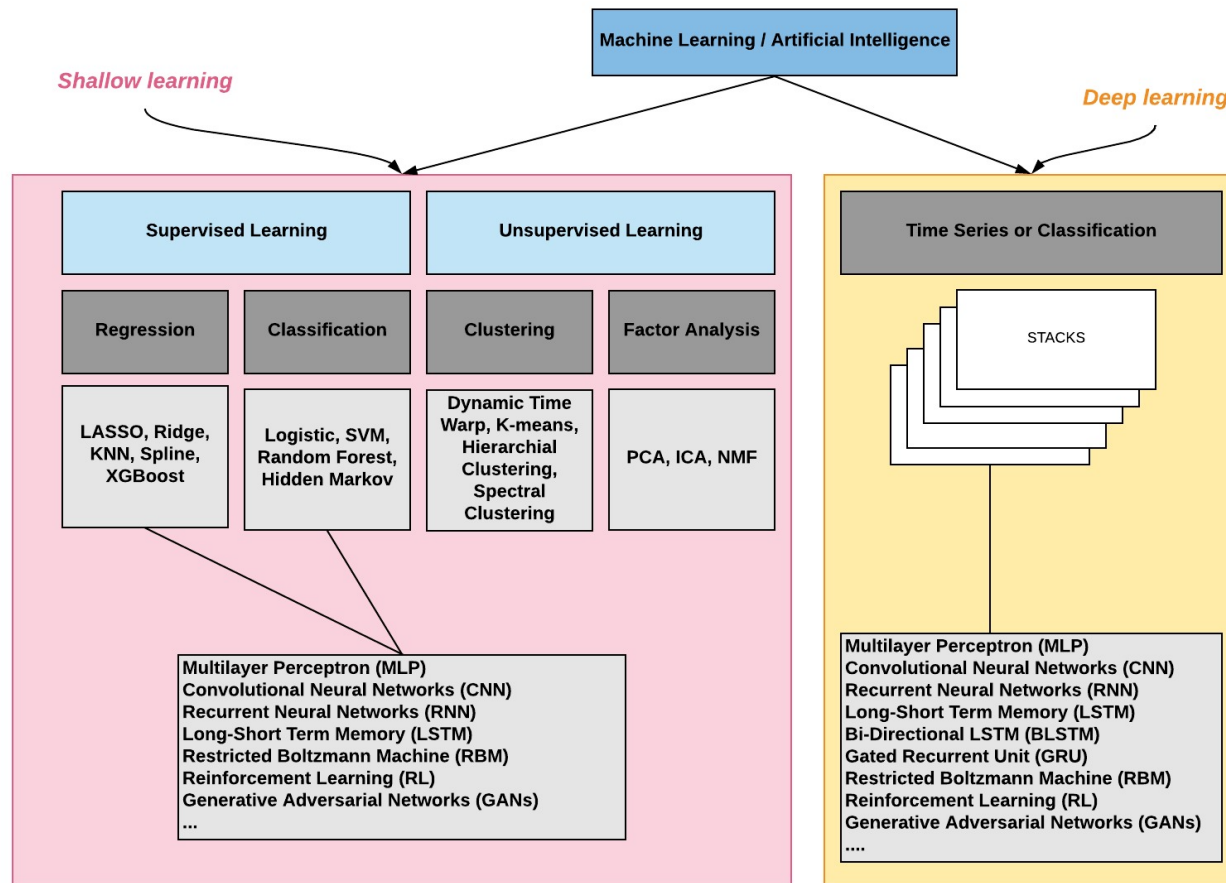 Machine Learning / Artificial Intelligence
Shallow learning
Deep learning
Supervised Learning
Unsupervised Learning
Time Series or Classification
Regression
Classification
Clustering
Factor Analysis
STACKS
LASSO, Ridge,
KNN, Spline,
XGBoost
Logistic, SVM,
Random Forest,
Hidden Markov
Dynamic Time
Warp, K-means,
Hierarchial
Clustering,
Spectral
Clustering
PCA, ICA, NMF
Multilayer Perceptron (MLP)
Convolutional Neural Networks (CNN)
Recurrent Neural Networks (RNN)
Long-Short Term Memory (LSTM)
Restricted Boltzmann Machine (RBM)
Reinforcement Learning (RL)
Generative Adversarial Networks (GANs)
...
Multilayer Perceptron (MLP)
Convolutional Neural Networks (CNN)
Recurrent Neural Networks (RNN)
Long-Short Term Memory (LSTM)
Bi-Directional LSTM (BLSTM)
Gated Recurrent Unit (GRU)
Restricted Boltzmann Machine (RBM)
Reinforcement Learning (RL)
Generative Adversarial Networks (GANs)
....